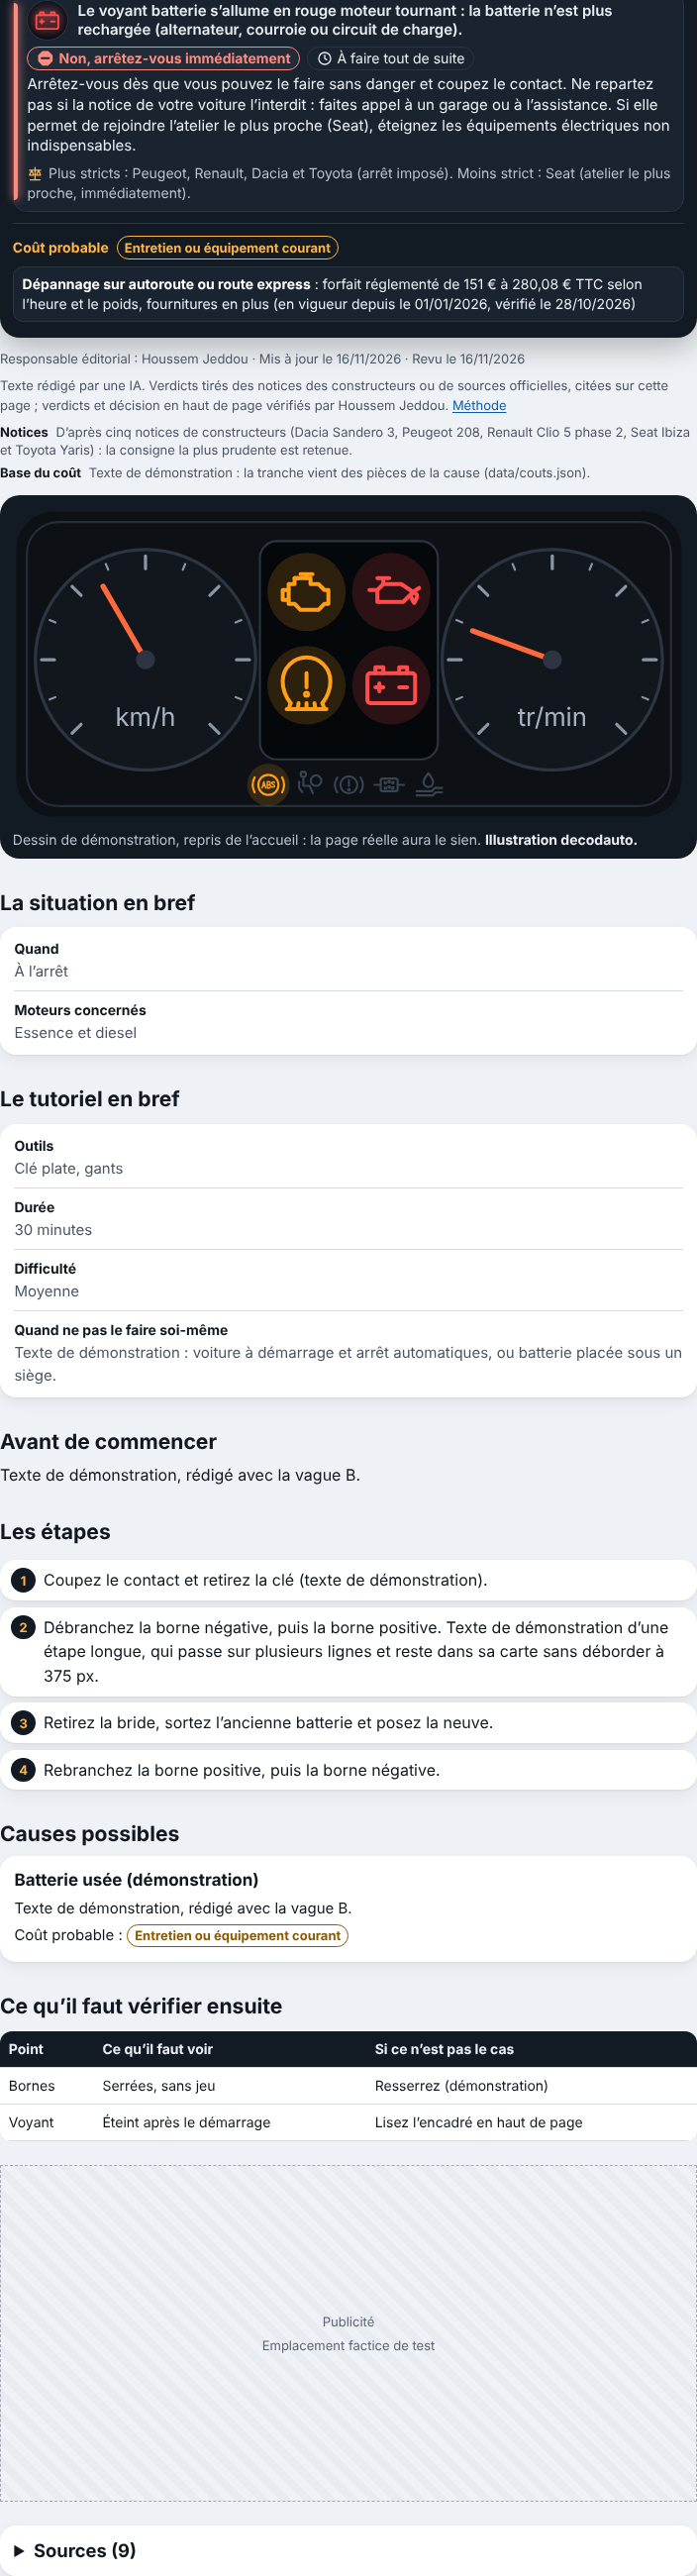 Le voyant batterie s’allume en rouge moteur tournant : la batterie n’est plus
rechargée (alternateur, courroie ou circuit de charge).
Non, arrêtez-vous immédiatement
À faire tout de suite
Arrêtez-vous dès que vous pouvez le faire sans danger et coupez le contact. Ne repartez
pas si la notice de votre voiture l’interdit : faites appel à un garage ou à l’assistance. Si elle
permet de rejoindre l’atelier le plus proche (Seat), éteignez les équipements électriques non
indispensables.
Plus stricts : Peugeot, Renault, Dacia et Toyota (arrêt imposé). Moins strict : Seat (atelier le plus
proche, immédiatement).
Coût probable Entretien ou équipement courant
Dépannage sur autoroute ou route express : forfait réglementé de 151 € à 280,08 € TTC selon
l’heure et le poids, fournitures en plus (en vigueur depuis le 01/01/2026, vérifié le 28/10/2026)
Responsable éditorial : Houssem Jeddou · Mis à jour le 16/11/2026 · Revu le 16/11/2026
Texte rédigé par une IA. Verdicts tirés des notices des constructeurs ou de sources officielles, citées sur cette
page ; verdicts et décision en haut de page vérifiés par Houssem Jeddou. Méthode
Notices D’après cinq notices de constructeurs (Dacia Sandero 3, Peugeot 208, Renault Clio 5 phase 2, Seat Ibiza
et Toyota Yaris) : la consigne la plus prudente est retenue.
Base du coût Texte de démonstration : la tranche vient des pièces de la cause (data/couts.json).
km/h
tr/min
ABS
Dessin de démonstration, repris de l’accueil : la page réelle aura le sien. Illustration decodauto.
La situation en bref
Quand
À l’arrêt
Moteurs concernés
Essence et diesel
Le tutoriel en bref
Outils
Clé plate, gants
Durée
30 minutes
Difficulté
Moyenne
Quand ne pas le faire soi-même
Texte de démonstration : voiture à démarrage et arrêt automatiques, ou batterie placée sous un
siège.
Avant de commencer
Texte de démonstration, rédigé avec la vague B.
Les étapes
1 Coupez le contact et retirez la clé (texte de démonstration).
2 Débranchez la borne négative, puis la borne positive. Texte de démonstration d’une
étape longue, qui passe sur plusieurs lignes et reste dans sa carte sans déborder à
375 px.
3 Retirez la bride, sortez l’ancienne batterie et posez la neuve.
4 Rebranchez la borne positive, puis la borne négative.
Causes possibles
Batterie usée (démonstration)
Texte de démonstration, rédigé avec la vague B.
Coût probable : Entretien ou équipement courant
Ce qu’il faut vérifier ensuite
Point Ce qu’il faut voir Si ce n’est pas le cas
Bornes Serrées, sans jeu Resserrez (démonstration)
Voyant Éteint après le démarrage Lisez l’encadré en haut de page
Publicité
Emplacement factice de test
Sources (9)